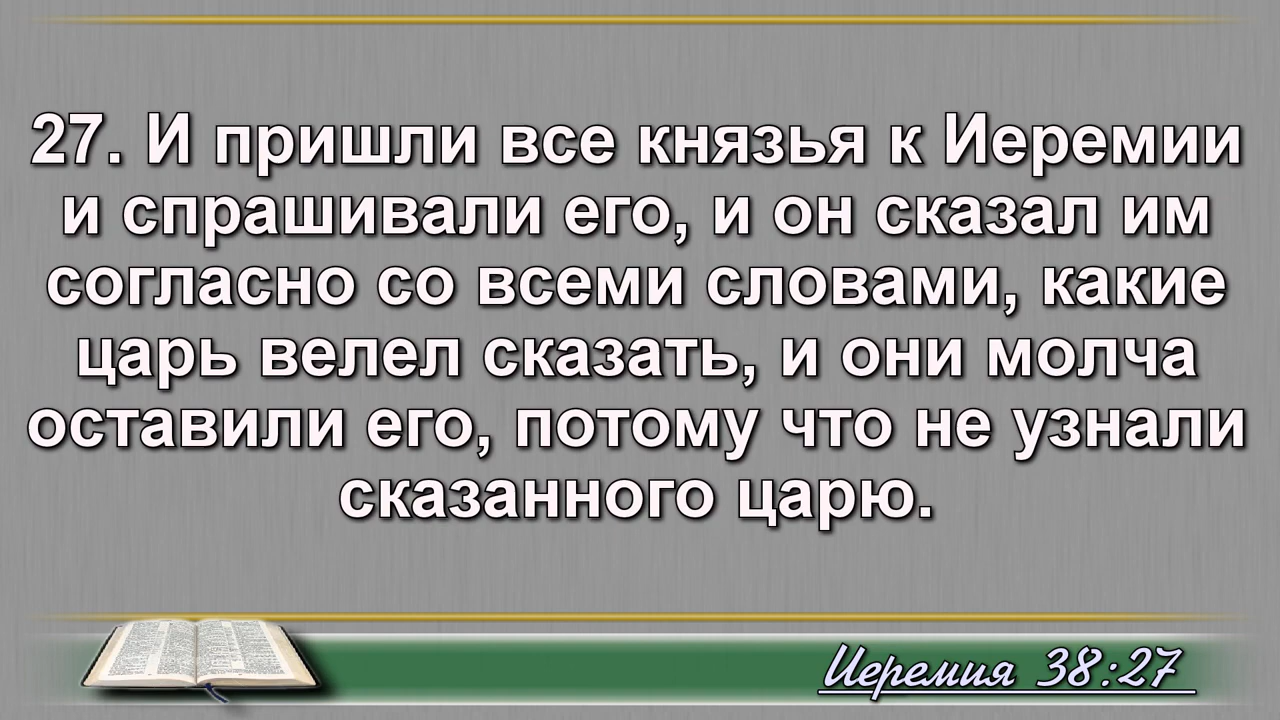 27. И пришли все князья к Иеремии
и спрашивали его, и он сказал им
согласно со всеми словами, какие
царь велел сказать, и они молча
оставили его, потому что не узнали
сказанного царю.
Иеремия 38:27